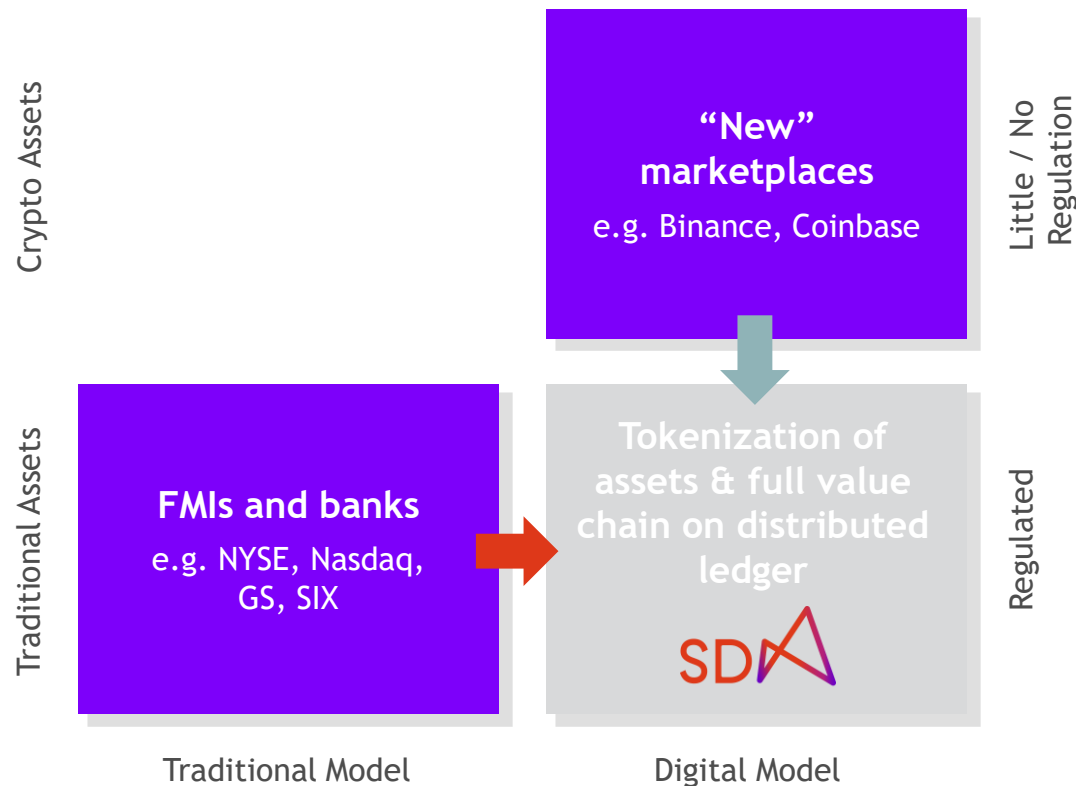 Crypto Assets
“New”
marketplaces
e.g. Binance, Coinbase
Little / No
Regulation
Traditional Assets
FMIs and banks
e.g. NYSE, Nasdaq,
GS, SIX
Tokenization of
assets & full value
chain on distributed
ledger
SDX
Regulated
Traditional Model
Digital Model